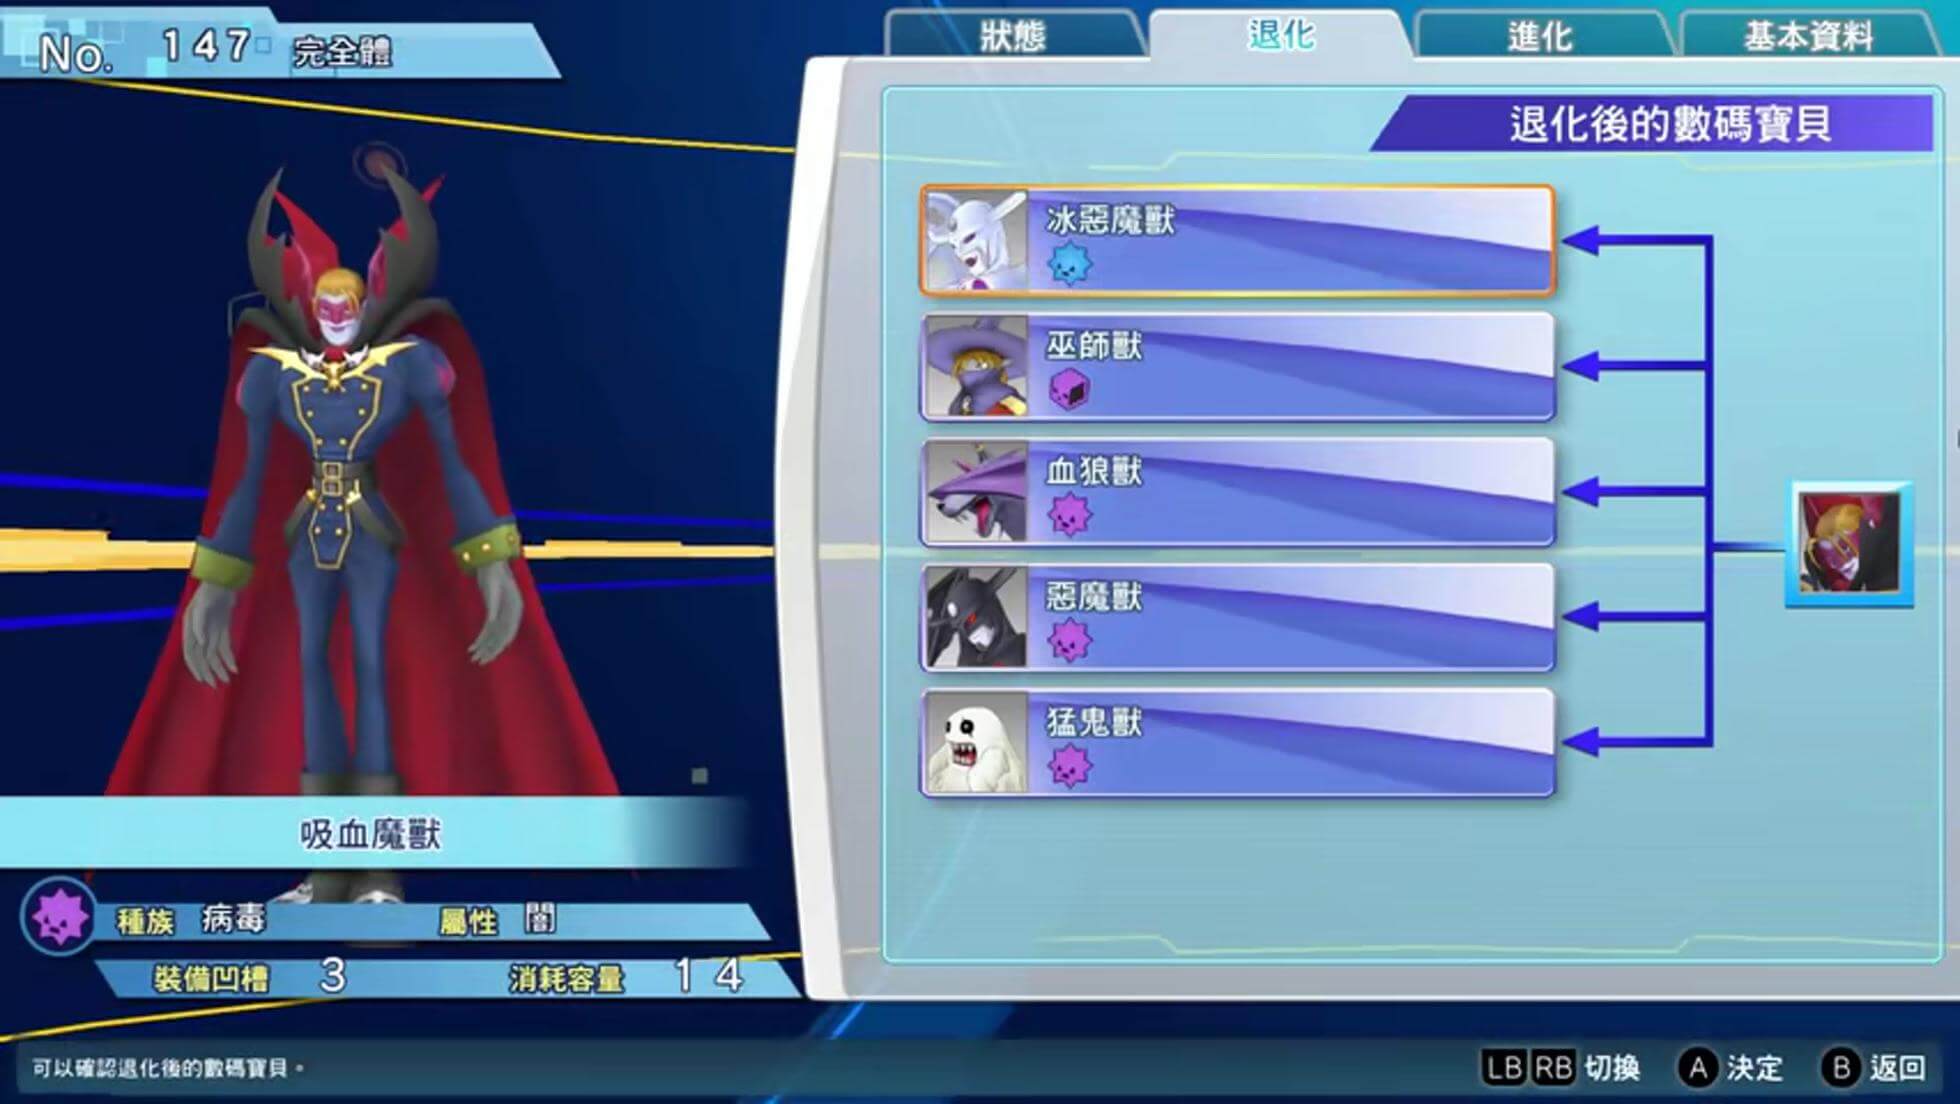 No. 147 完全體
狀態 退化 進化 基本資料
退化後的數碼寶貝
冰惡魔獸
巫師獸
血狼獸
惡魔獸
猛鬼獸
吸血魔獸
種族 病毒 屬性 闇
裝備凹槽 3 消耗容量 14
可以確認退化後的數碼寶貝。
LB RB 切換 A 決定 B 返回